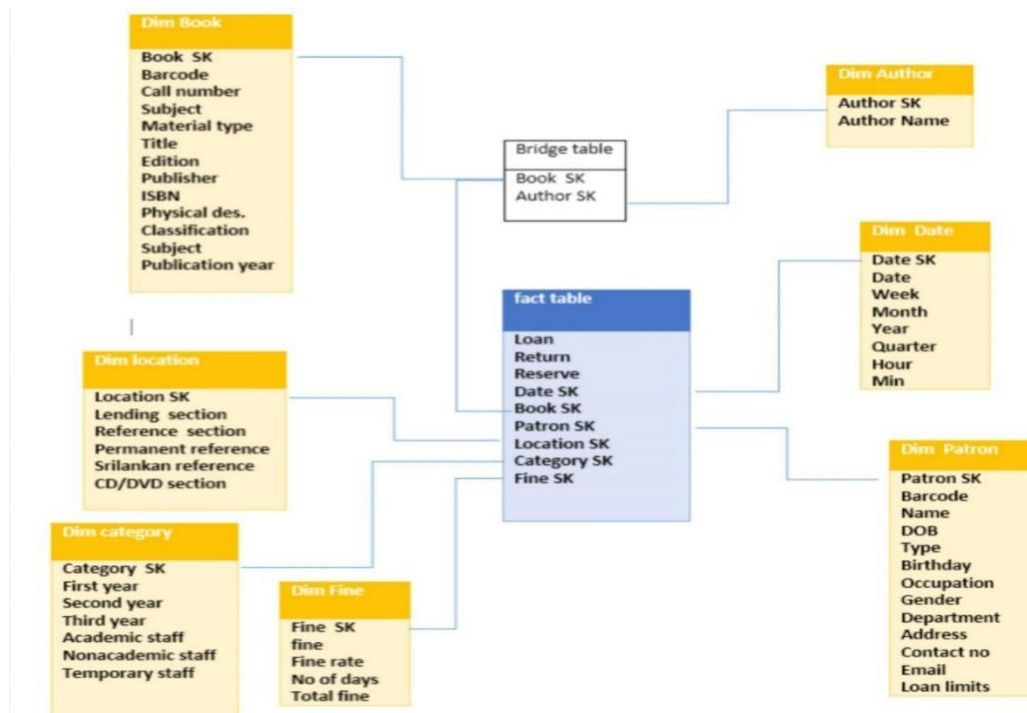 Dim Book
Book SK
Barcode
Call number
Subject
Material type
Title
Edition
Publisher
ISBN
Physical des.
Classification
Subject
Publication year
Dim Author
Author SK
Author Name
Bridge table
Book SK
Author SK
Dim Date
Date SK
Date
Week
Month
Year
Quarter
Hour
Min
fact table
Loan
Return
Reserve
Date SK
Book SK
Patron SK
Location SK
Category SK
Fine SK
Dim location
Location SK
Lending section
Reference section
Permanent reference
Srilankan reference
CD/DVD section
Dim Patron
Patron SK
Barcode
Name
DOB
Type
Birthday
Occupation
Gender
Department
Address
Contact no
Email
Loan limits
Dim category
Category SK
First year
Second year
Third year
Academic staff
Nonacademic staff
Temporary staff
Dim Fine
Fine SK
fine
Fine rate
No of days
Total fine